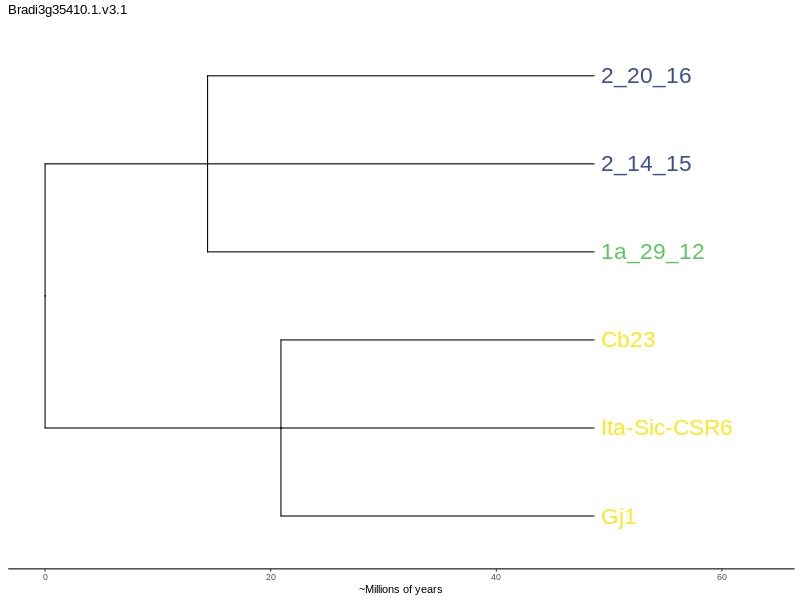 Bradi3g35410.1.v3.1
2_20_16
2_14_15
1a_29_12
Cb23
Ita-Sic-CSR6
Gj1
0 20 40 60
~Millions of years